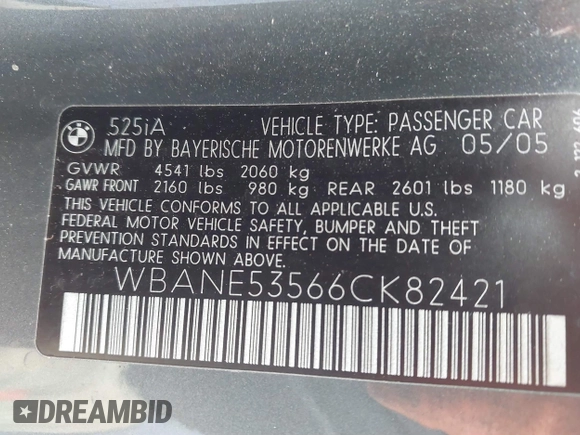 525iA VEHICLE TYPE: PASSENGER CAR
MFD BY BAYERISCHE MOTORENWERKE AG 05/05
GVWR 4541 lbs 2060 kg
GAWR FRONT 2160 lbs 980 kg REAR 2601 lbs 1180 kg
THIS VEHICLE CONFORMS TO ALL APPLICABLE U.S.
FEDERAL MOTOR VEHICLE SAFETY, BUMPER AND THEFT
PREVENTION STANDARDS IN EFFECT ON THE DATE OF
MANUFACTURE SHOWN ABOVE.
WBANE53566CK82421
DREAMBID